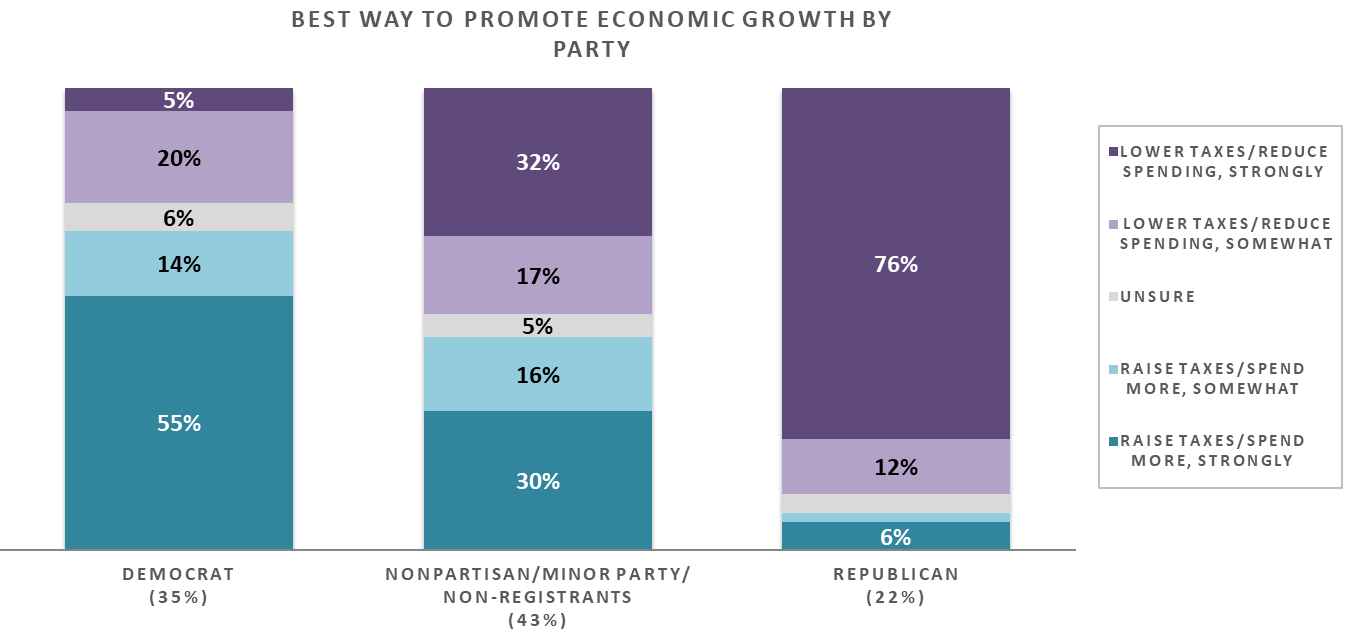 BEST WAY TO PROMOTE ECONOMIC GROWTH BY
PARTY
5%
20%
6%
14%
55%
32%
17%
5%
16%
30%
76%
12%
6%
DEMOCRAT
(35%)
NONPARTISAN/MINOR PARTY/
NON-REGISTRANTS
(43%)
REPUBLICAN
(22%)
LOWER TAXES/REDUCE
SPENDING, STRONGLY
LOWER TAXES/REDUCE
SPENDING, SOMEWHAT
UNSURE
RAISE TAXES/SPEND
MORE, SOMEWHAT
RAISE TAXES/SPEND
MORE, STRONGLY